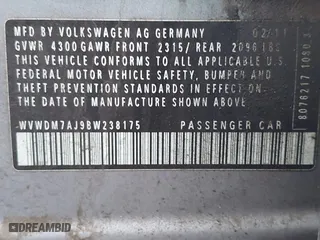 MFD BY VOLKSWAGEN AG GERMANY 02/11
GVWR 4300 GAWR FRONT 2315/ REAR 2096 LBS
THIS VEHICLE CONFORMS TO ALL APPLICABLE
FEDERAL MOTOR VEHICLE SAFETY, BUMPER AND
THEFT PREVENTION STANDARDS IN EFFECT ON
THE DATE OF MANUFACTURE SHOWN ABOVE.
WVWDM7AJ9BW238175 PASSENGER CAR
8076217
DREAMBID